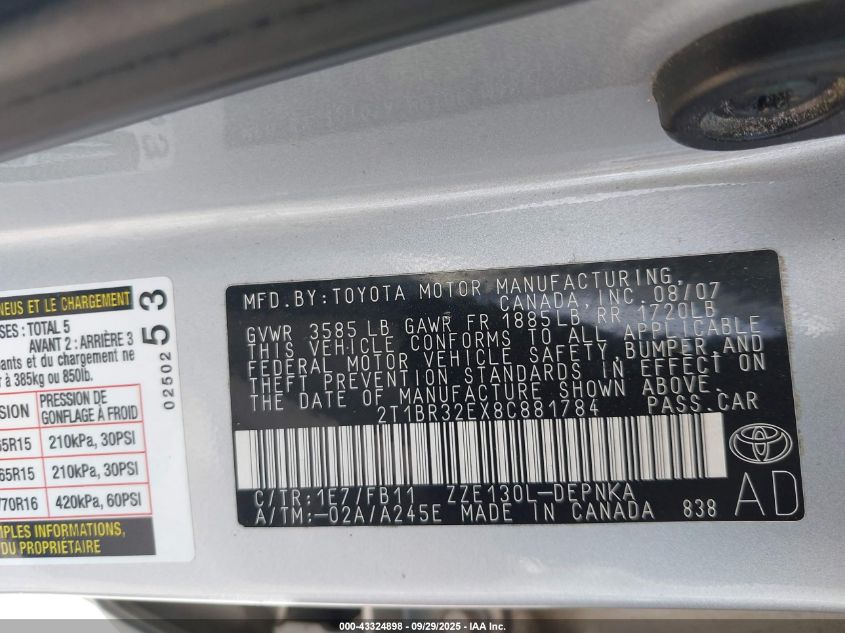 NEUS ET LE CHARGEMENT
SES : TOTAL 5
AVANT 2 : ARRIÈRE 3
ants et du chargement ne
r à 385kg ou 850lb.
SION PRESSION DE GONFLAGE À FROID
65R15 210kPa, 30PSI
65R15 210kPa, 30PSI
/70R16 420kPa, 60PSI
MPLES INFORMATIONS,
DU PROPRIÉTAIRE
02502 53
MFD. BY: TOYOTA MOTOR MANUFACTURING,
CANADA, INC. 08/07
GVWR 3585 LB GAWR FR 1885LB RR 1720LB
THIS VEHICLE CONFORMS TO ALL APPLICABLE
FEDERAL MOTOR VEHICLE SAFETY, BUMPER, AND
THEFT PREVENTION STANDARDS IN EFFECT ON
THE DATE OF MANUFACTURE SHOWN ABOVE.
2T1BR32EX8C881784 PASS. CAR
C/TR: 1E7/FB11 ZZE130L-DEPNKA
A/TM:-02A/A245E MADE IN CANADA 838
AD
000-43324898 - 09/29/2025 - IAA Inc.